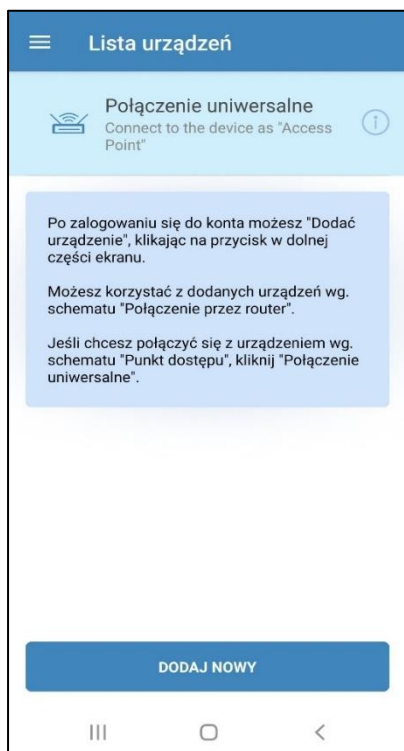 Lista urządzeń
Połączenie uniwersalne
Connect to the device as "Access
Point"
Po zalogowaniu się do konta możesz "Dodać
urządzenie", klikając na przycisk w dolnej
części ekranu.
Możesz korzystać z dodanych urządzeń wg.
schematu "Połączenie przez router".
Jeśli chcesz połączyć się z urządzeniem wg.
schematu "Punkt dostępu", kliknij "Połączenie
uniwersalne".
DODAJ NOWY